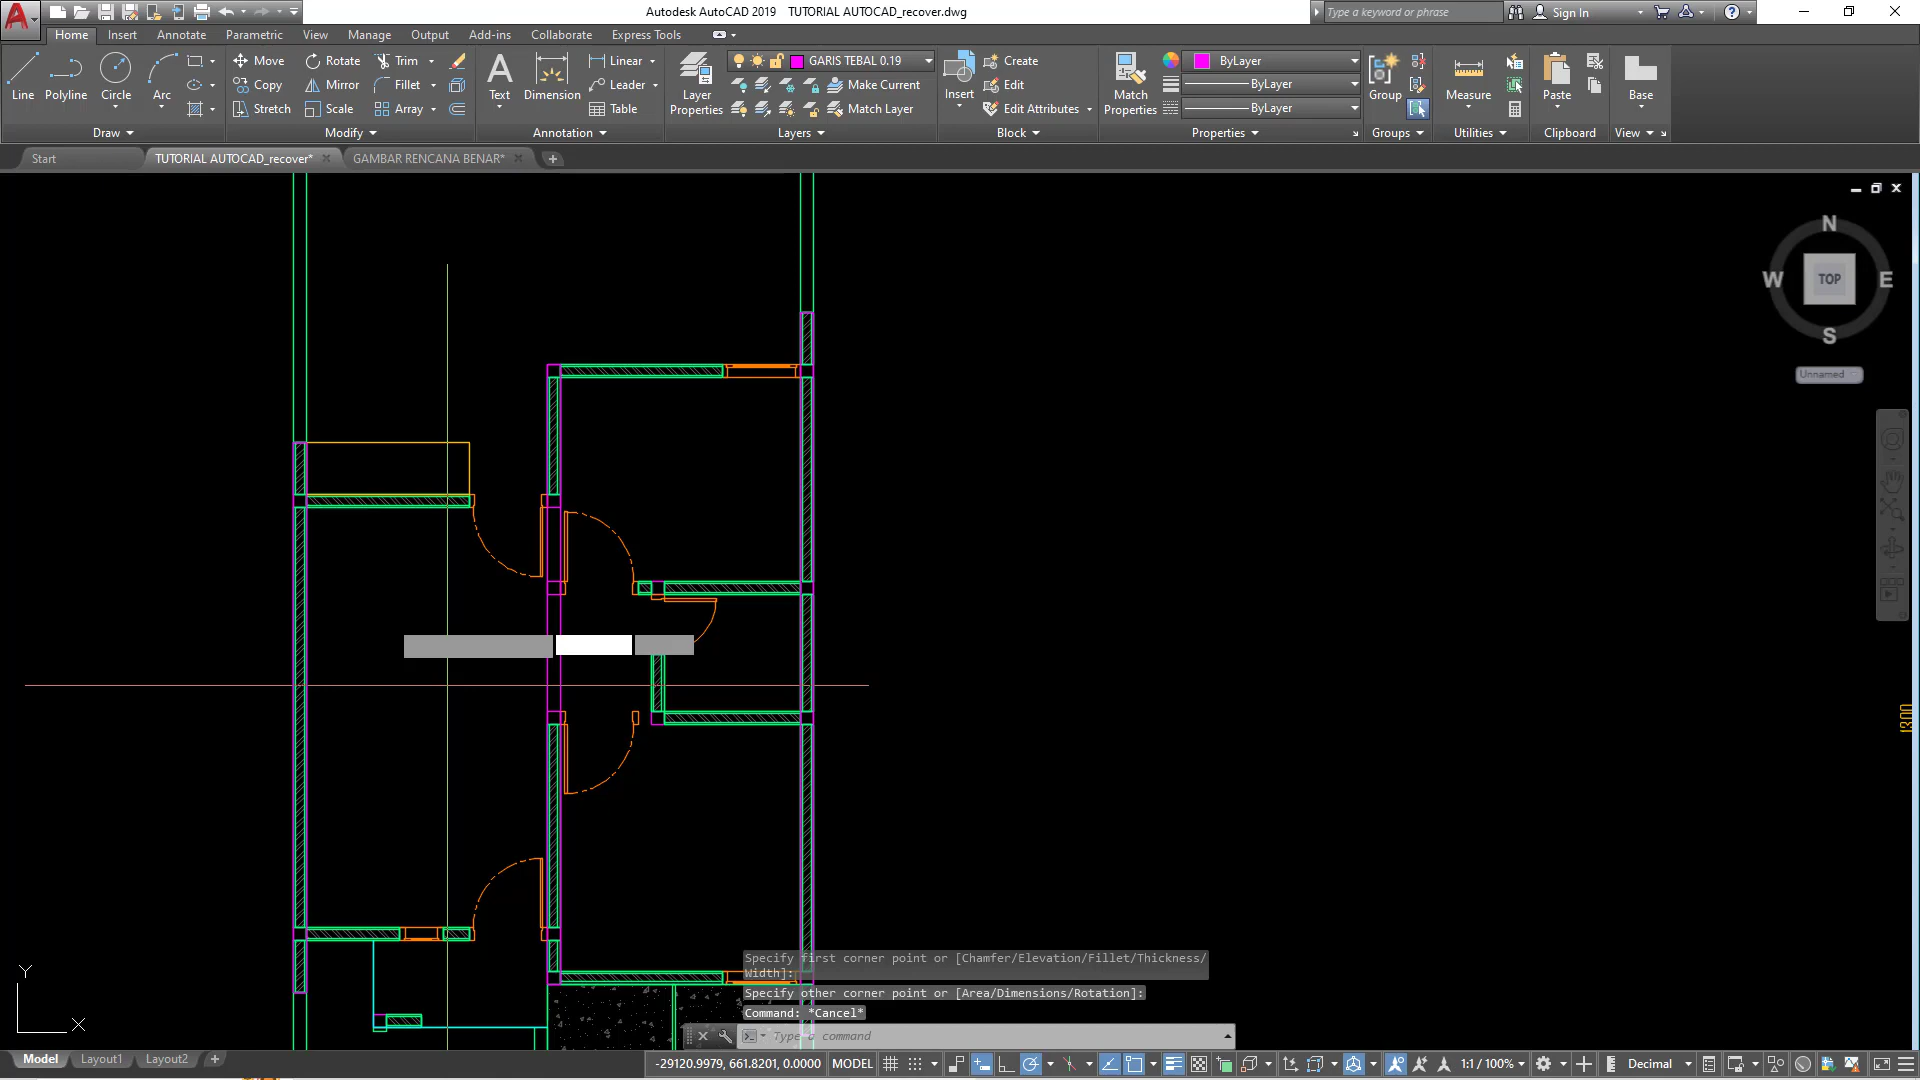 Autodesk AutoCAD 2019 TUTORIAL AUTOCAD_recover.dwg
Type a keyword or phrase
Sign In
Home Insert Annotate Parametric View Manage Output Add-ins Collaborate Express Tools
Line Polyline Circle Arc
Move Rotate Trim
Copy Mirror Fillet
Stretch Scale Array
Text Dimension
Linear
Leader
Table
Layer Properties
GARIS TEBAL 0.19
Make Current
Match Layer
Insert
Create
Edit
Edit Attributes
Match Properties
ByLayer
ByLayer
ByLayer
Group
Measure
Paste
Base
Draw Modify Annotation Layers Block Properties Groups Utilities Clipboard View
Start TUTORIAL AUTOCAD_recover* GAMBAR RENCANA BENAR*
N
W TOP E
S
Unnamed
1300
Specify first corner point or [Chamfer/Elevation/Fillet/Thickness/
Width]:
Specify other corner point or [Area/Dimensions/Rotation]:
Command: *Cancel*
Type a command
Y
X
Model Layout1 Layout2
-29120.9979, 661.8201, 0.0000 MODEL 1:1 / 100% Decimal